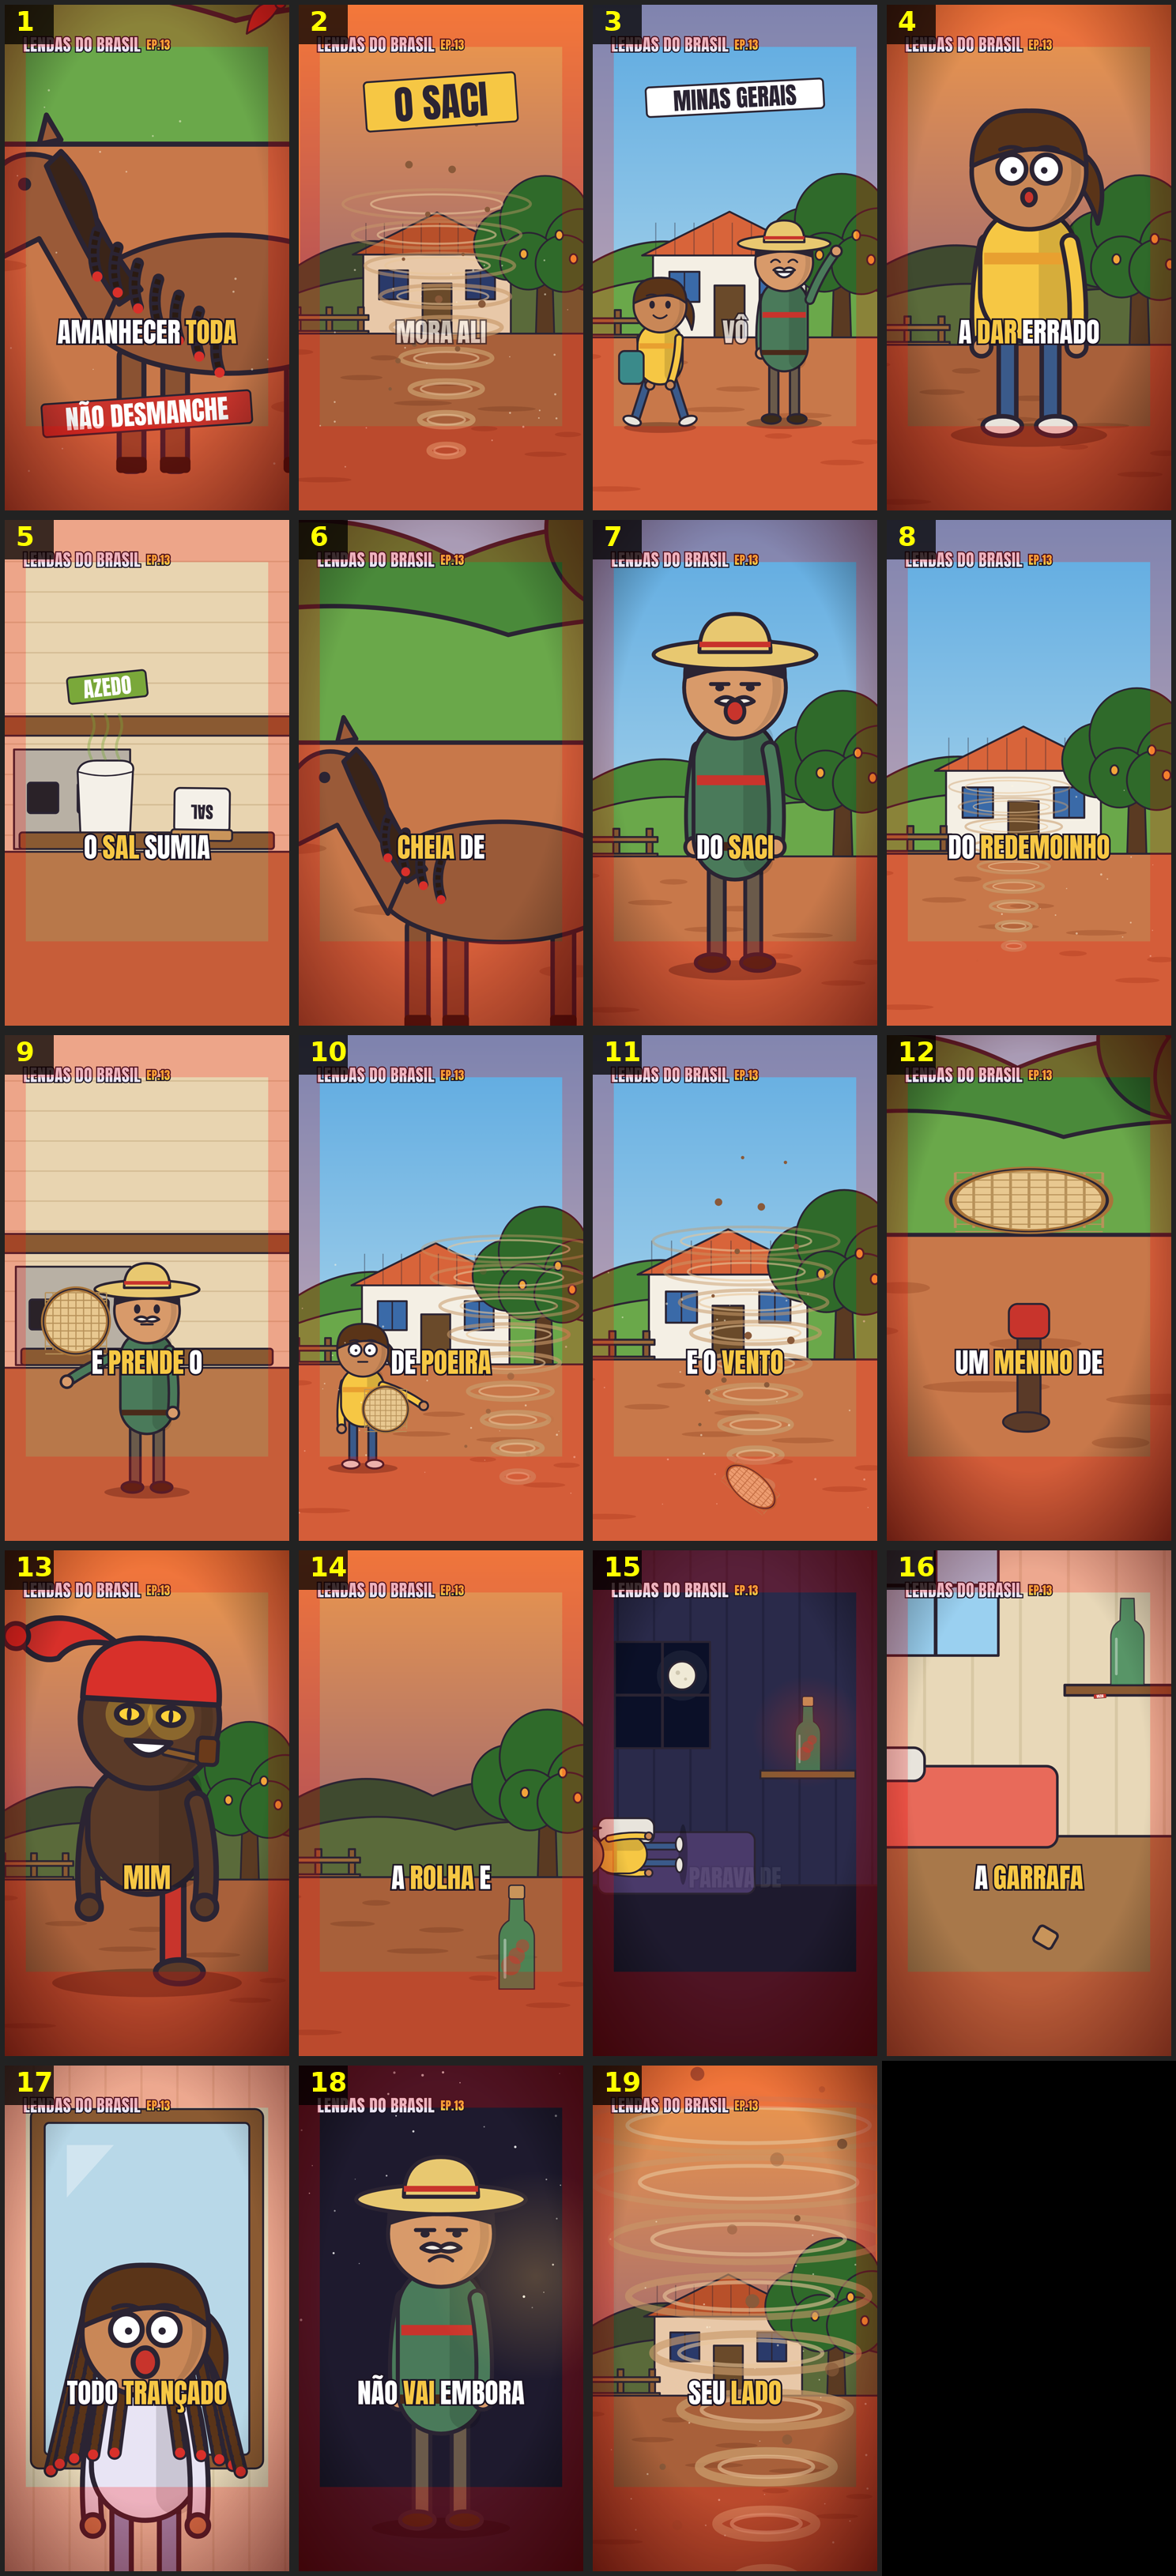 1
LENDAS DO BRASIL EP.13
AMANHECER TODA
NÃO DESMANCHE
2
LENDAS DO BRASIL EP.13
O SACI
MORA ALI
3
LENDAS DO BRASIL EP.13
MINAS GERAIS
VÔ
4
LENDAS DO BRASIL EP.13
A DAR ERRADO
5
LENDAS DO BRASIL EP.13
AZEDO
SAL
O SAL SUMIA
6
LENDAS DO BRASIL EP.13
CHEIA DE
7
LENDAS DO BRASIL EP.13
DO SACI
8
LENDAS DO BRASIL EP.13
DO REDEMOINHO
9
LENDAS DO BRASIL EP.13
E PRENDE O
10
LENDAS DO BRASIL EP.13
DE POEIRA
11
LENDAS DO BRASIL EP.13
E O VENTO
12
LENDAS DO BRASIL EP.13
UM MENINO DE
13
LENDAS DO BRASIL EP.13
MIM
14
LENDAS DO BRASIL EP.13
A ROLHA E
15
LENDAS DO BRASIL EP.13
PARAVA DE
16
LENDAS DO BRASIL EP.13
A GARRAFA
17
LENDAS DO BRASIL EP.13
TODO TRANÇADO
18
LENDAS DO BRASIL EP.13
NÃO VAI EMBORA
19
LENDAS DO BRASIL EP.13
SEU LADO